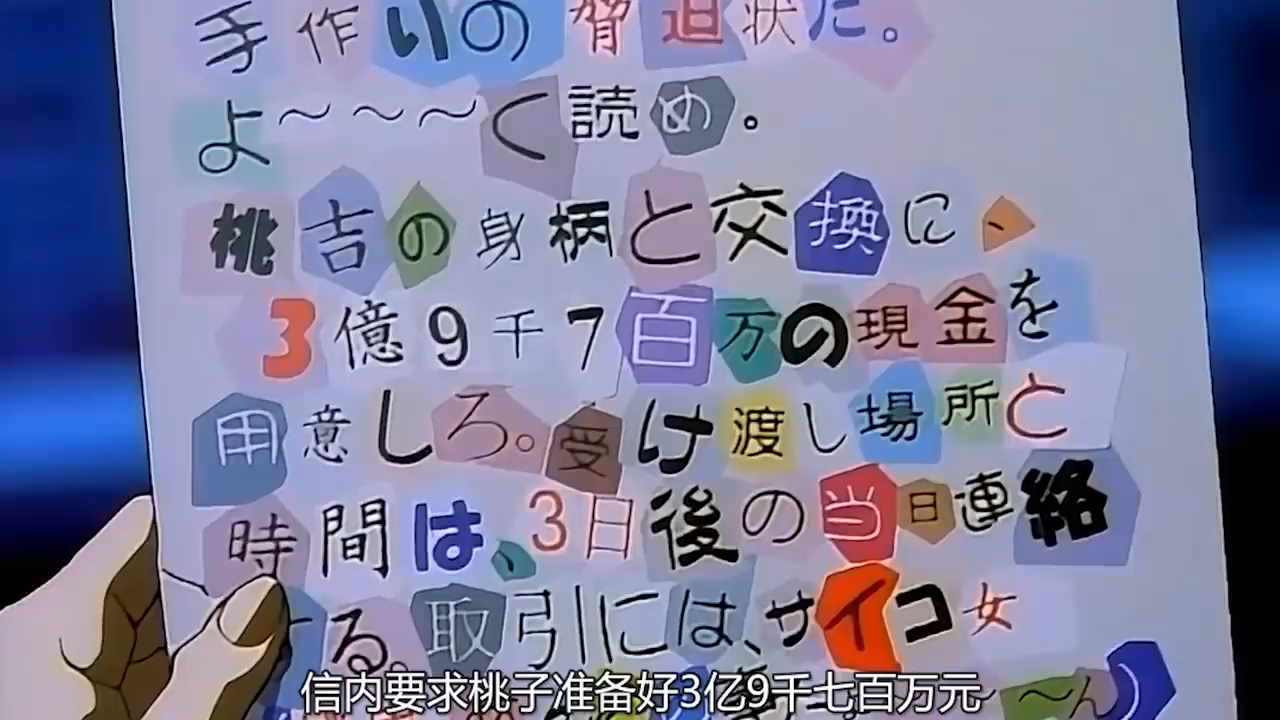 手作りの脅迫状だ。
よ～～～く読め。
桃吉の身柄と交換に、
3億9千7百万の現金を
用意しろ。受け渡し場所と
時間は、3日後の当日連絡
する。取引には、サイコ女
信内要求桃子准备好3亿9千七百万元